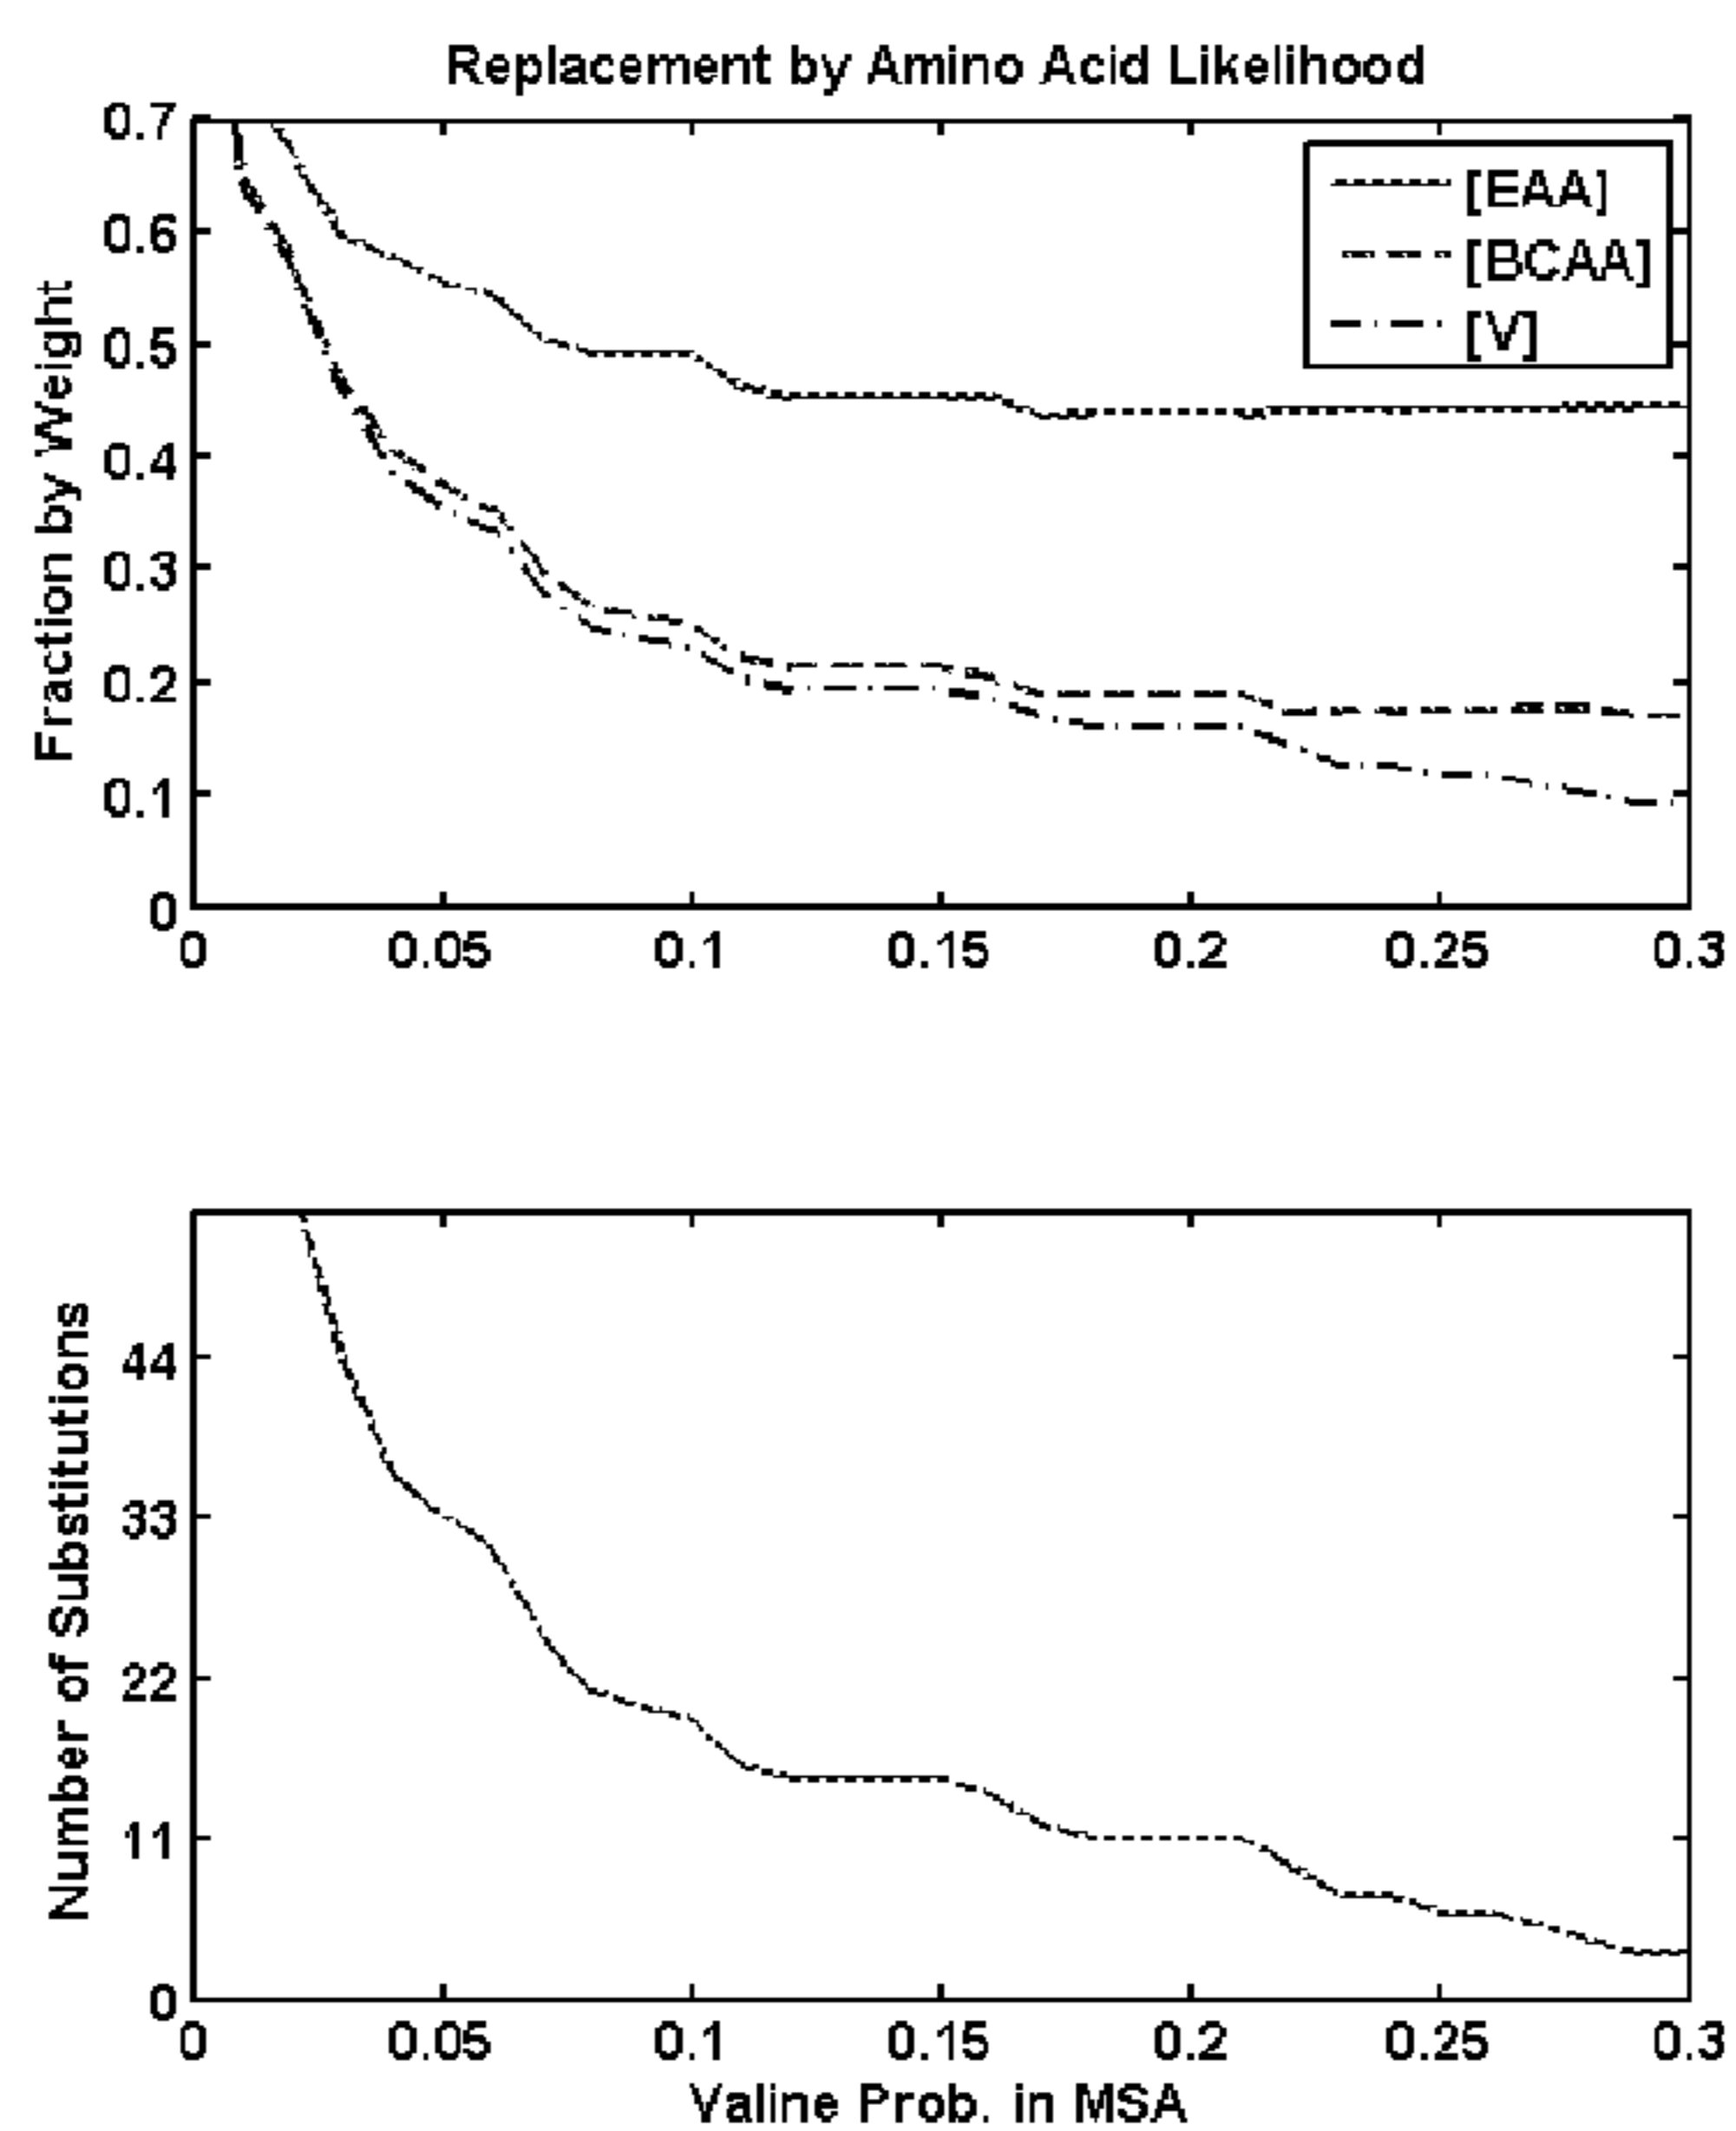 Replacement by Amino Acid Likelihood
0.7
0.6
0.5
0.4
0.3
0.2
0.1
0
Fraction by Weight
[EAA]
[BCAA]
[V]
0 0.05 0.1 0.15 0.2 0.25 0.3
Number of Substitutions
44
33
22
11
0
0 0.05 0.1 0.15 0.2 0.25 0.3
Valine Prob. in MSA